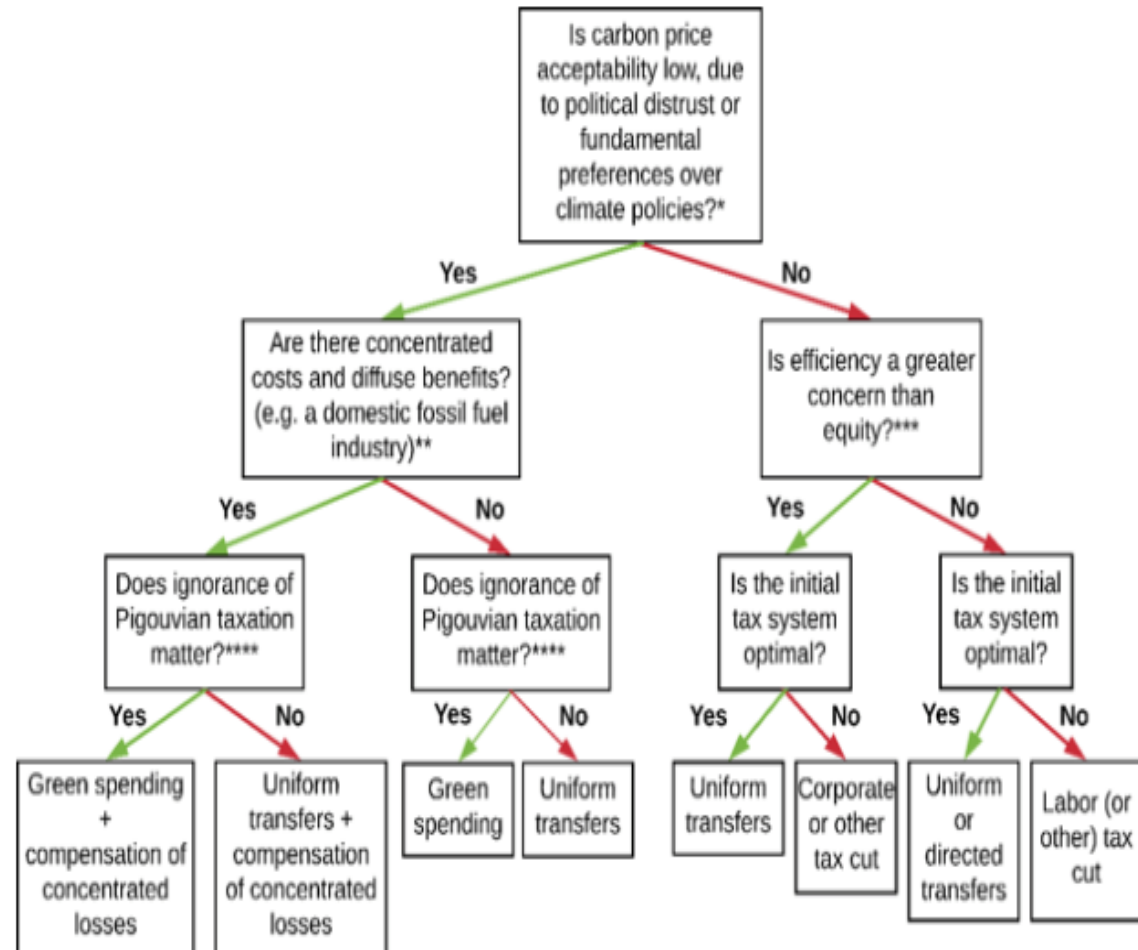 Is carbon price
acceptability low, due
to political distrust or
fundamental
preferences over
climate policies?*
Yes
No
Are there concentrated
costs and diffuse benefits?
(e.g. a domestic fossil fuel
industry)**
Is efficiency a greater
concern than
equity?***
Yes
No
Yes
No
Does ignorance of
Pigouvian taxation
matter?****
Does ignorance of
Pigouvian taxation
matter?****
Is the initial
tax system
optimal?
Is the initial
tax system
optimal?
Yes
No
Yes
No
Yes
No
Yes
No
Green spending
+
compensation of
concentrated
losses
Uniform
transfers +
compensation
of concentrated
losses
Green
spending
Uniform
transfers
Uniform
transfers
Corporate
or other
tax cut
Uniform
or
directed
transfers
Labor (or
other) tax
cut